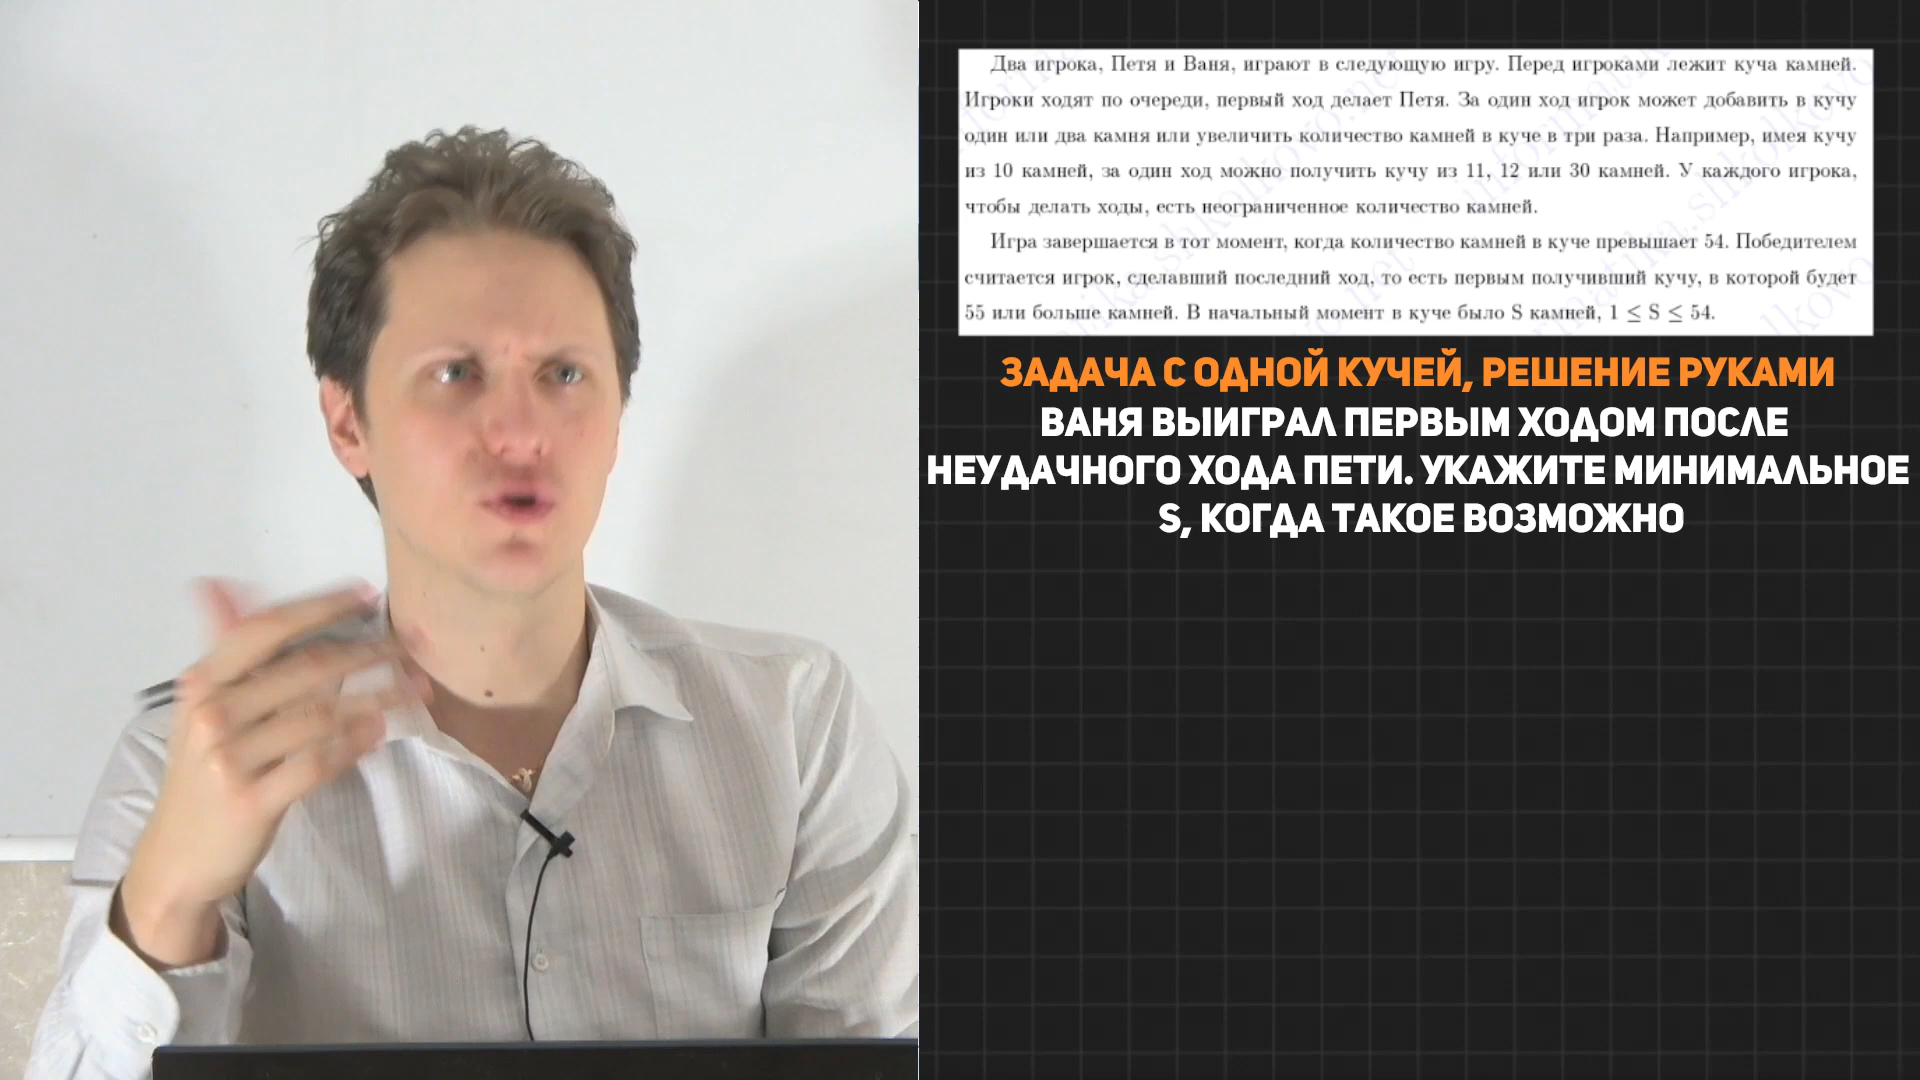 Два игрока, Петя и Ваня, играют в следующую игру. Перед игроками лежит куча камней.
Игроки ходят по очереди, первый ход делает Петя. За один ход игрок может добавить в кучу
один или два камня или увеличить количество камней в куче в три раза. Например, имея кучу
из 10 камней, за один ход можно получить кучу из 11, 12 или 30 камней. У каждого игрока,
чтобы делать ходы, есть неограниченное количество камней.
Игра завершается в тот момент, когда количество камней в куче превышает 54. Победителем
считается игрок, сделавший последний ход, то есть первым получивший кучу, в которой будет
55 или больше камней. В начальный момент в куче было S камней, 1 ≤ S ≤ 54.
ЗАДАЧА С ОДНОЙ КУЧЕЙ, РЕШЕНИЕ РУКАМИ
ВАНЯ ВЫИГРАЛ ПЕРВЫМ ХОДОМ ПОСЛЕ
НЕУДАЧНОГО ХОДА ПЕТИ. УКАЖИТЕ МИНИМАЛЬНОЕ
S, КОГДА ТАКОЕ ВОЗМОЖНО